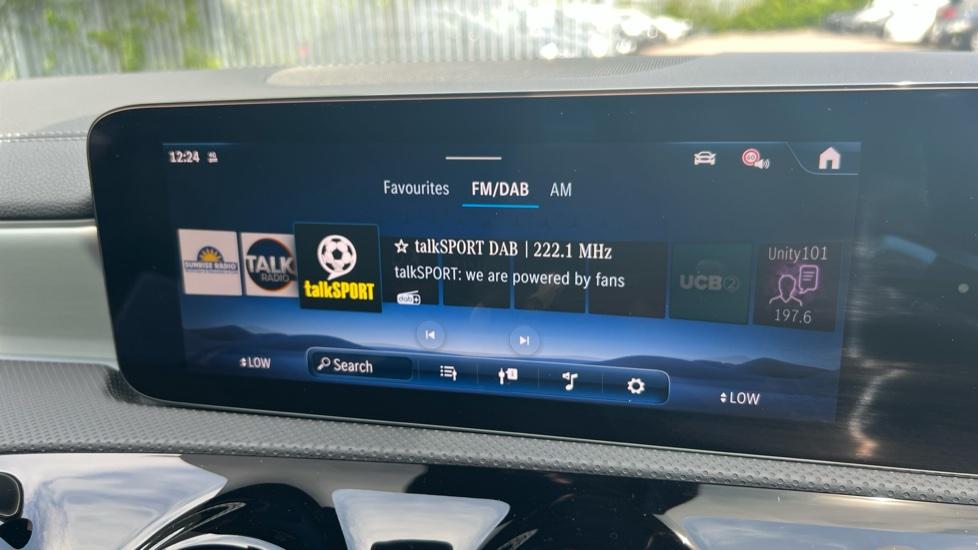 12:24
60
Favourites FM/DAB AM
SUNRISE RADIO
TALK
RADIO
talkSPORT
talkSPORT DAB | 222.1 MHz
talkSPORT: we are powered by fans
dab+
UCB2
Unity101
197.6
LOW
Search
LOW